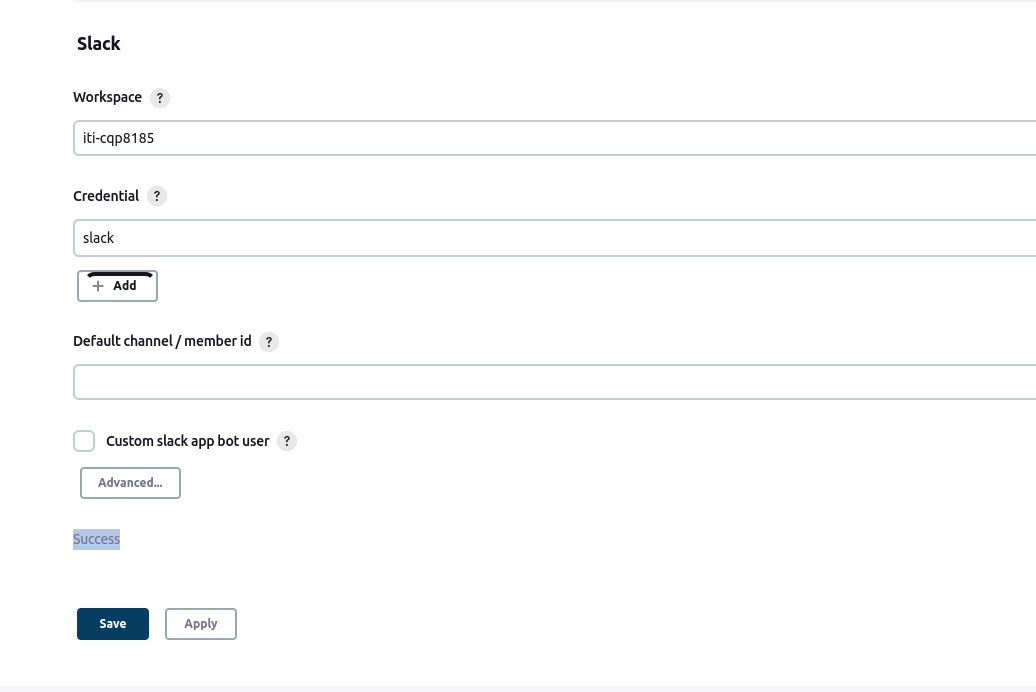 Slack
Workspace ?
iti-cqp8185
Credential ?
slack
+ Add
Default channel / member id ?
Custom slack app bot user ?
Advanced...
Success
Save Apply